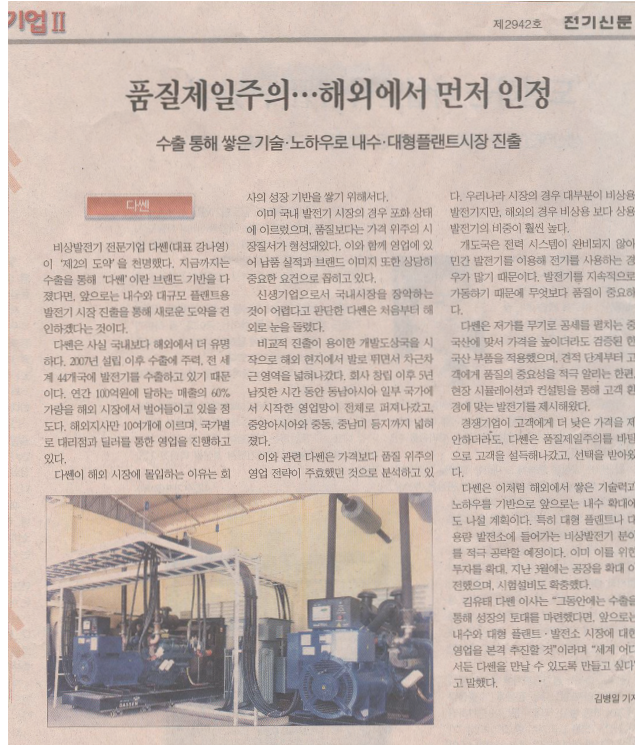 기업Ⅱ
제2942호 전기신문
품질제일주의…해외에서 먼저 인정
수출 통해 쌓은 기술·노하우로 내수·대형플랜트시장 진출
다쎈
비상발전기 전문기업 다쎈(대표 강나영)
이 '제2의 도약'을 천명했다. 지금까지는
수출을 통해 '다쎈'이란 브랜드 기반을 다
졌다면, 앞으로는 내수와 대규모 플랜트용
발전기 시장 진출을 통해 새로운 도약을 견
인하겠다는 것이다.
다쎈은 사실 국내보다 해외에서 더 유명
하다. 2007년 설립 이후 수출에 주력, 전 세
계 44개국에 발전기를 수출하고 있기 때문
이다. 연간 100억원에 달하는 매출의 60%
가량을 해외 시장에서 벌어들이고 있을 정
도다. 해외지사만 10여개에 이르며, 국가별
로 대리점과 딜러를 통한 영업을 진행하고
있다.
다쎈이 해외 시장에 몰입하는 이유는 회
사의 성장 기반을 쌓기 위해서다.
이미 국내 발전기 시장의 경우 포화 상태
에 이르렀으며, 품질보다는 가격 위주의 시
장질서가 형성돼있다. 이와 함께 영업에 있
어 납품 실적과 브랜드 이미지 또한 상당히
중요한 요건으로 꼽히고 있다.
신생기업으로서 국내시장을 장악하는
것이 어렵다고 판단한 다쎈은 처음부터 해
외로 눈을 돌렸다.
비교적 진출이 용이한 개발도상국을 시
작으로 해외 현지에서 발로 뛰면서 차근차
근 영역을 넓혀나갔다. 회사 창립 이후 5년
남짓한 시간 동안 동남아시아 일부 국가에
서 시작한 영업망이 전체로 퍼져나갔고,
중앙아시아와 중동, 중남미 등지까지 넓혀
졌다.
이와 관련 다쎈은 가격보다 품질 위주의
영업 전략이 주효했던 것으로 분석하고 있
다. 우리나라 시장의 경우 대부분이 비상용
발전기지만, 해외의 경우 비상용 보다 상용
발전기의 비중이 훨씬 높다.
개도국은 전력 시스템이 완비되지 않아
민간 발전기를 이용해 전기를 사용하는 경
우가 많기 때문이다. 발전기를 지속적으로
가동하기 때문에 무엇보다 품질이 중요하
다.
다쎈은 저가를 무기로 공세를 펼치는 중
국산에 맞서 가격을 높이더라도 검증된 한
국산 부품을 적용했으며, 견적 단계부터 고
객에게 품질의 중요성을 적극 알리는 한편,
현장 시뮬레이션과 컨설팅을 통해 고객 환
경에 맞는 발전기를 제시해왔다.
경쟁기업이 고객에게 더 낮은 가격을 제
안하더라도, 다쎈은 품질제일주의를 바탕
으로 고객을 설득해나갔고, 선택을 받아왔
다.
다쎈은 이처럼 해외에서 쌓은 기술력과
노하우를 기반으로 앞으로는 내수 확대에
도 나설 계획이다. 특히 대형 플랜트나 대
용량 발전소에 들어가는 비상발전기 분야
를 적극 공략할 예정이다. 이미 이를 위한
투자를 확대, 지난 3월에는 공장을 확대 이
전했으며, 시험설비도 확충했다.
김유태 다쎈 이사는 "그동안에는 수출을
통해 성장의 토대를 마련했다면, 앞으로는
내수와 대형 플랜트·발전소 시장에 대한
영업을 본격 추진할 것"이라며 "세계 어디
서든 다쎈을 만날 수 있도록 만들고 싶다"
고 말했다.
김병일 기자